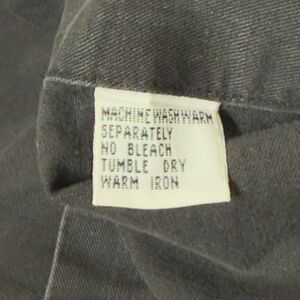 MACHINE WASH WARM
SEPARATELY
NO BLEACH
TUMBLE DRY
WARM IRON